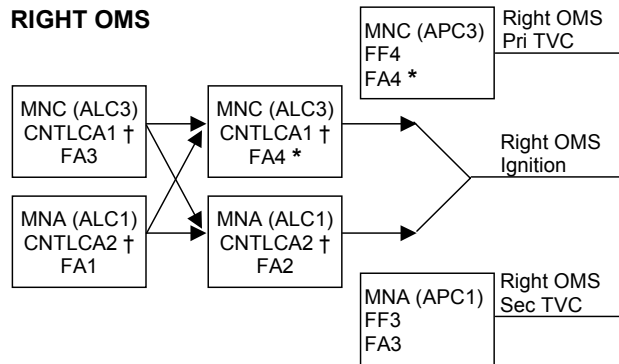 RIGHT OMS
MNC (APC3)
FF4
FA4 *
Right OMS
Pri TVC
MNC (ALC3)
CNTLCA1 †
FA3
MNC (ALC3)
CNTLCA1 †
FA4 *
Right OMS
Ignition
MNA (ALC1)
CNTLCA2 †
FA1
MNA (ALC1)
CNTLCA2 †
FA2
MNA (APC1)
FF3
FA3
Right OMS
Sec TVC